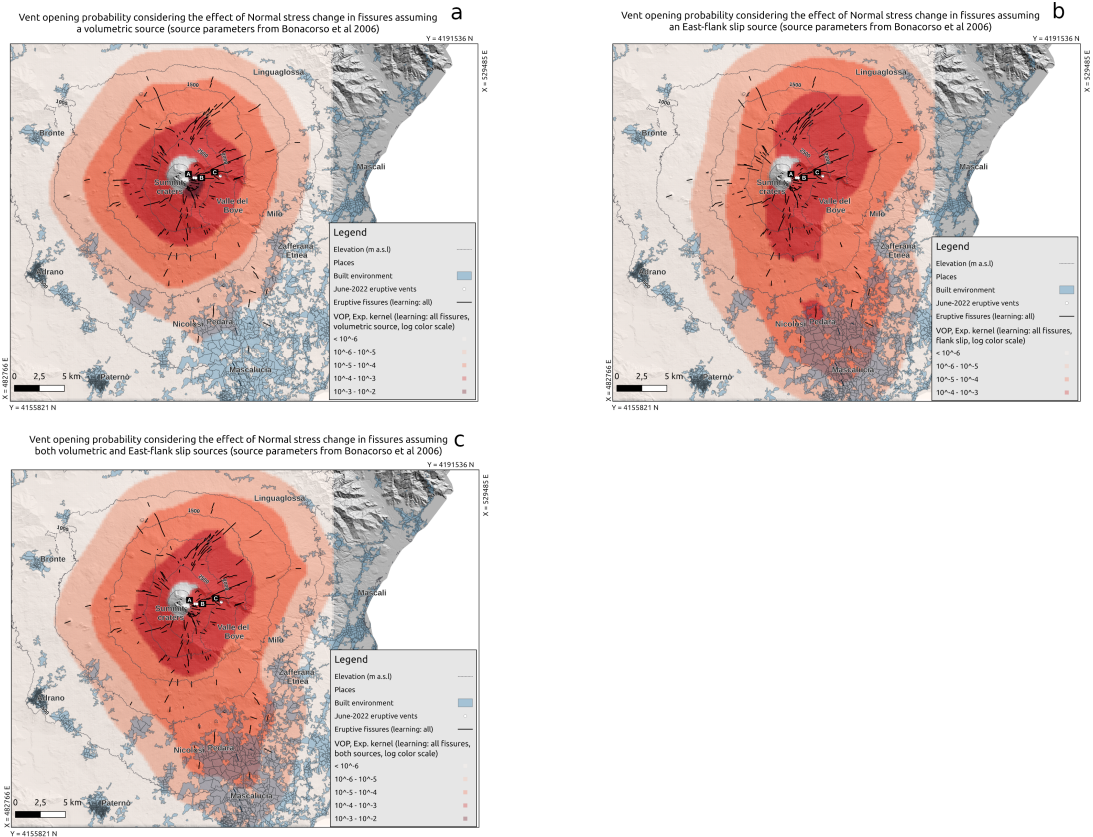 Vent opening probability considering the effect of Normal stress change in fissures assuming
a volumetric source (source parameters from Bonacorso et al 2006)
a
Y = 4191536 N
X = 529485 E
Linguaglossa
1500
1000
Bronte
Mascali
A
B
C
Summit
craters
Valle del
Bove
Milo
Zafferana
Etnea
Nicolosi
Pedara
Mascalucia
Paternò
0 2,5 5 km
X = 482766 E
Y = 4155821 N
Legend
Elevation (m a.s.l)
Places
Built environment
June-2022 eruptive vents
Eruptive fissures (learning: all)
VOP, Exp. kernel (learning: all fissures,
volumetric source, log color scale)
< 10^-6
10^-6 - 10^-5
10^-5 - 10^-4
10^-4 - 10^-3
10^-3 - 10^-2
Vent opening probability considering the effect of Normal stress change in fissures assuming
an East-flank slip source (source parameters from Bonacorso et al 2006)
b
Y = 4191536 N
X = 529485 E
Linguaglossa
1500
1000
Bronte
Mascali
A
B
C
Summit
craters
Valle del
Bove
Milo
Zafferana
Etnea
Nicolosi
Pedara
Mascalucia
Paternò
0 2,5 5 km
X = 482766 E
Y = 4155821 N
Legend
Elevation (m a.s.l)
Places
Built environment
June-2022 eruptive vents
Eruptive fissures (learning: all)
VOP, Exp. kernel (learning: all fissures,
flank slip, log color scale)
< 10^-6
10^-6 - 10^-5
10^-5 - 10^-4
10^-4 - 10^-3
Vent opening probability considering the effect of Normal stress change in fissures assuming
both volumetric and East-flank slip sources (source parameters from Bonacorso et al 2006)
c
Y = 4191536 N
X = 529485 E
Linguaglossa
1500
1000
Bronte
Mascali
A
B
C
Summit
craters
Valle del
Bove
Milo
Zafferana
Etnea
Nicolosi
Pedara
Mascalucia
Paternò
0 2,5 5 km
X = 482766 E
Y = 4155821 N
Legend
Elevation (m a.s.l)
Places
Built environment
June-2022 eruptive vents
Eruptive fissures (learning: all)
VOP, Exp. kernel (learning: all fissures,
both sources, log color scale)
< 10^-6
10^-6 - 10^-5
10^-5 - 10^-4
10^-4 - 10^-3
10^-3 - 10^-2